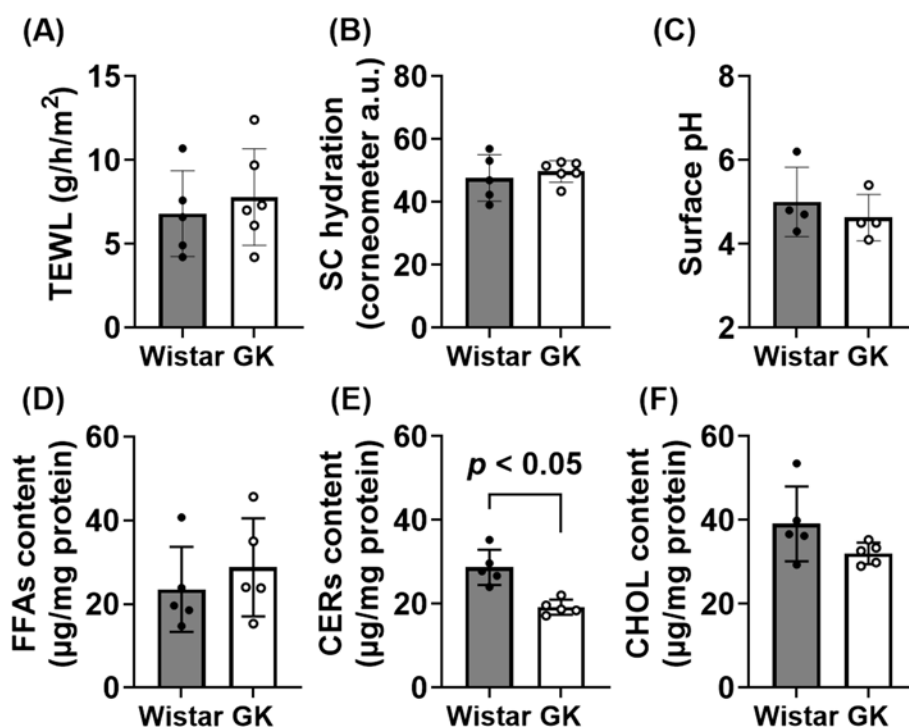 (A)
TEWL (g/h/m²)
15
10
5
0
Wistar GK
(B)
SC hydration
(corneometer a.u.)
80
60
40
20
0
Wistar GK
(C)
Surface pH
8
6
4
2
Wistar GK
(D)
FFAs content
(µg/mg protein)
60
40
20
0
Wistar GK
(E)
CERs content
(µg/mg protein)
60
40
20
0
p < 0.05
Wistar GK
(F)
CHOL content
(µg/mg protein)
60
40
20
0
Wistar GK